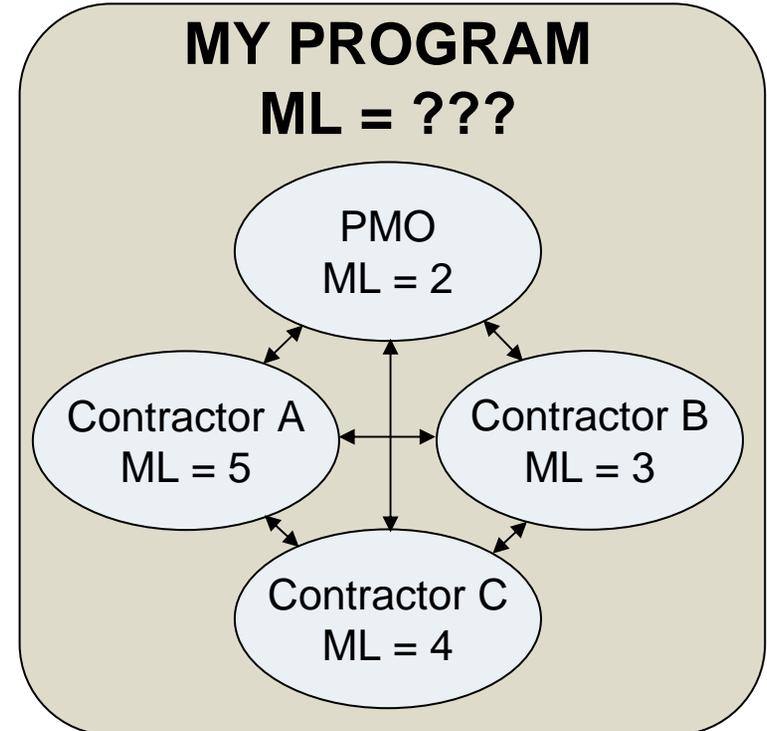 MY PROGRAM
ML = ???
PMO
ML = 2
Contractor A
ML = 5
Contractor B
ML = 3
Contractor C
ML = 4